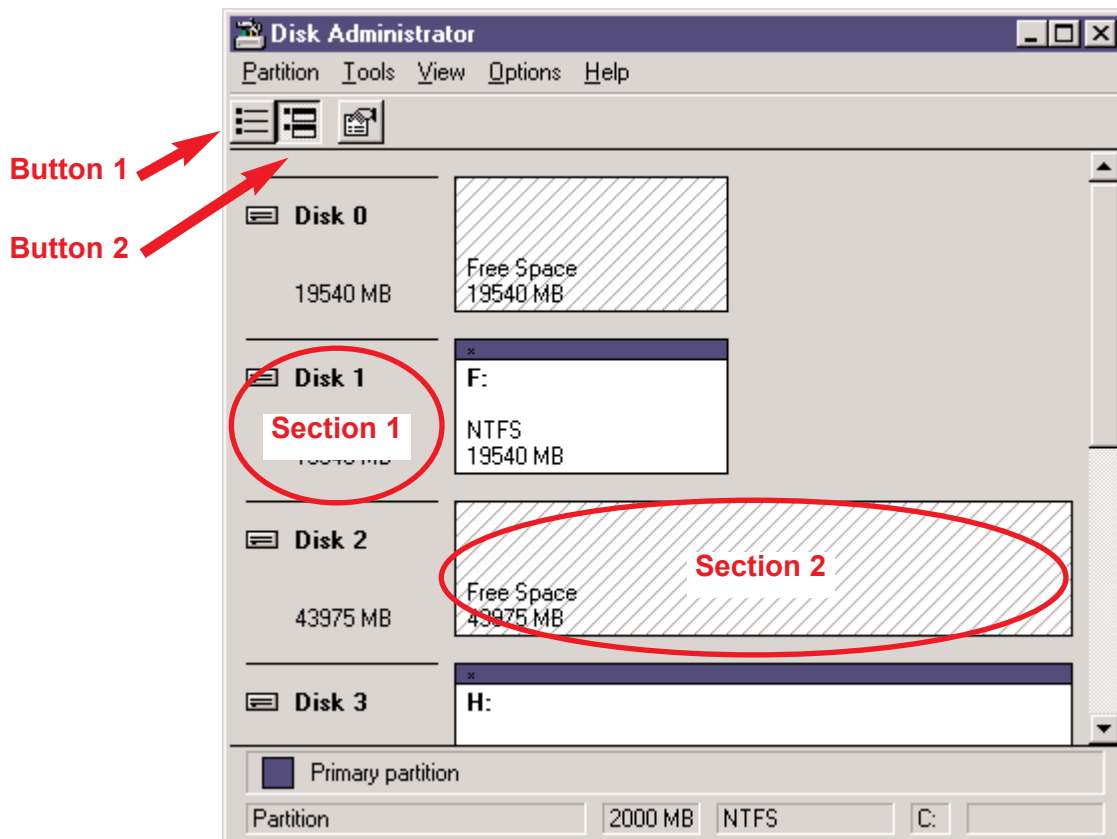 Disk Administrator
Partition Tools View Options Help
Button 1
Button 2
Disk 0
19540 MB
Free Space
19540 MB
Disk 1
Section 1
F:
NTFS
19540 MB
Disk 2
43975 MB
Section 2
Free Space
43975 MB
Disk 3
H:
Primary partition
Partition 2000 MB NTFS C: